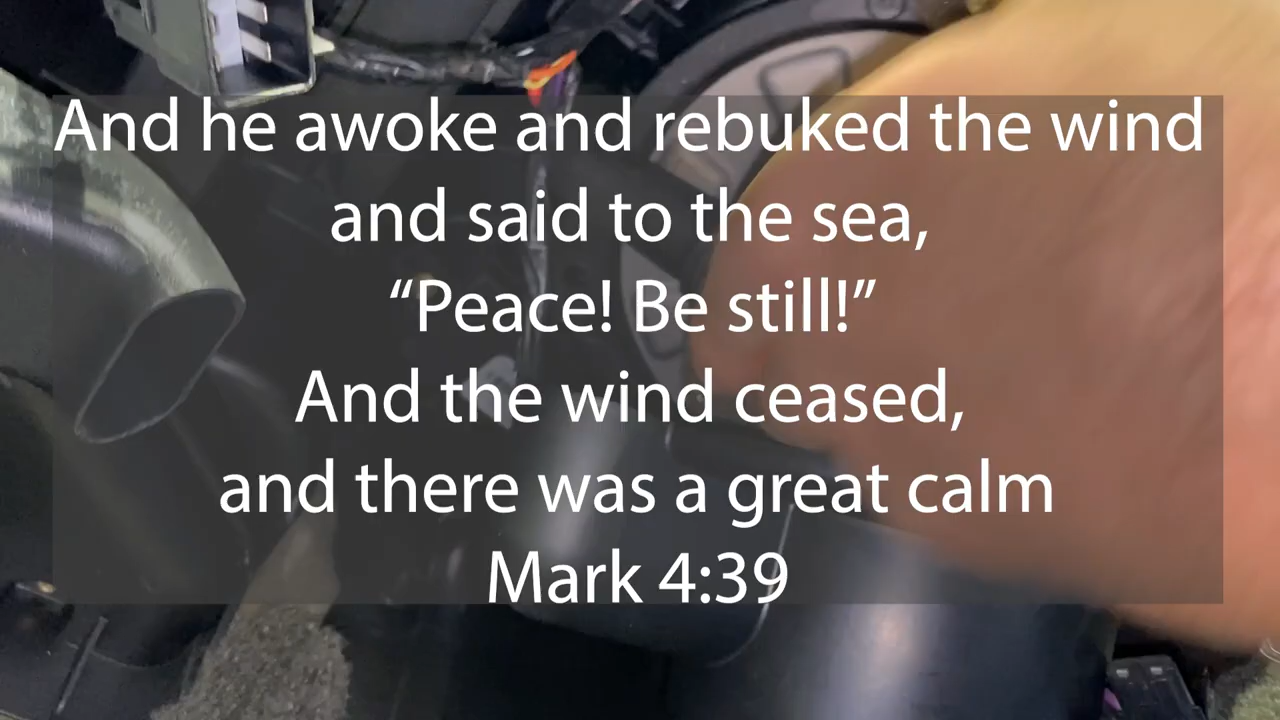 And he awoke and rebuked the wind
and said to the sea,
“Peace! Be still!”
And the wind ceased,
and there was a great calm
Mark 4:39